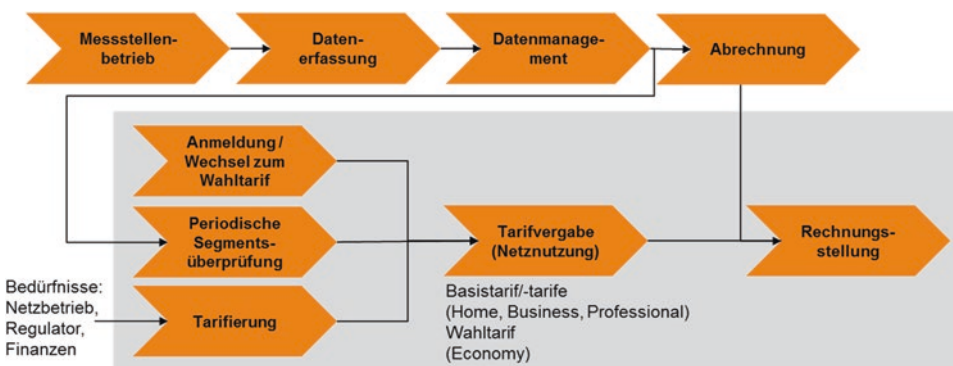 Messstellen-
betrieb
Daten-
erfassung
Datenmanage-
ment
Abrechnung
Anmeldung /
Wechsel zum
Wahltarif
Periodische
Segments-
überprüfung
Tarifvergabe
(Netznutzung)
Rechnungs-
stellung
Bedürfnisse:
Netzbetrieb,
Regulator,
Finanzen
Tarifierung
Basistarif/-tarife
(Home, Business, Professional)
Wahltarif
(Economy)